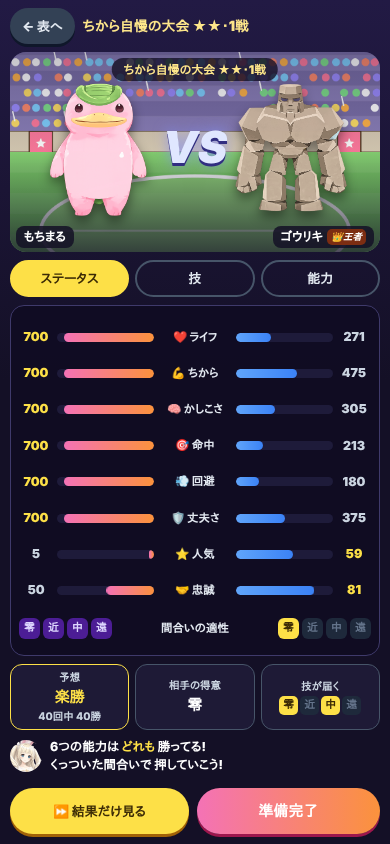 ← 表へ
ちから自慢の大会 ★★・1戦
ちから自慢の大会 ★★・1戦
VS
もちまる
ゴウリキ 👑王者
ステータス 技 能力
700 ❤️ライフ 271
700 💪ちから 475
700 🧠かしこさ 305
700 🎯命中 213
700 💨回避 180
700 🛡️丈夫さ 375
5 ⭐人気 59
50 🤝忠誠 81
零 近 中 遠 間合いの適性 零 近 中 遠
予想
楽勝
40回中 40勝
相手の得意
零
技が届く
零 近 中 遠
6つの能力は どれも 勝ってる!
くっついた間合いで 押していこう!
⏩ 結果だけ見る
準備完了